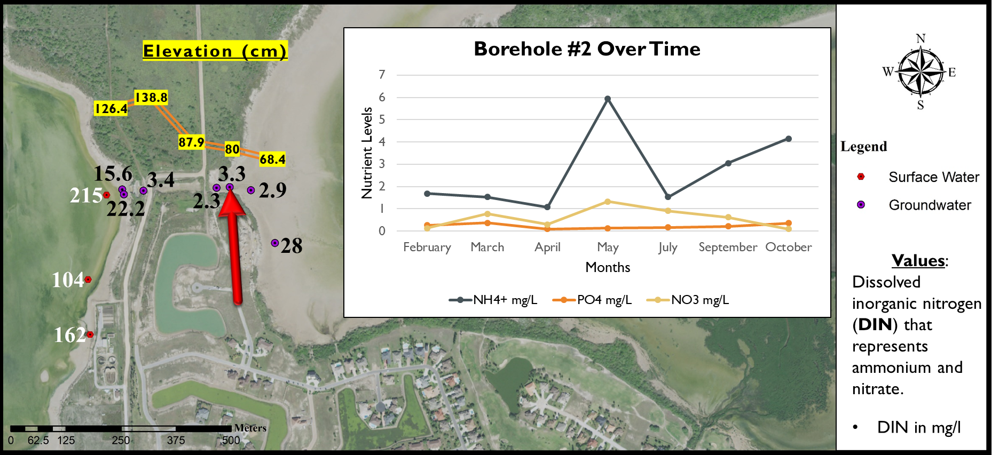 Elevation (cm)
138.8
126.4
87.9
80
68.4
15.6
3.4
3.3
215
22.2
2.3
2.9
28
104
162
Meters
0 62.5 125 250 375 500
Borehole #2 Over Time
Nutrient Levels
7
6
5
4
3
2
1
0
February March April May July September October
Months
NH4+ mg/L PO4 mg/L NO3 mg/L
N
W E
S
Legend
Surface Water
Groundwater
Values:
Dissolved
inorganic nitrogen
(DIN) that
represents
ammonium and
nitrate.
• DIN in mg/l